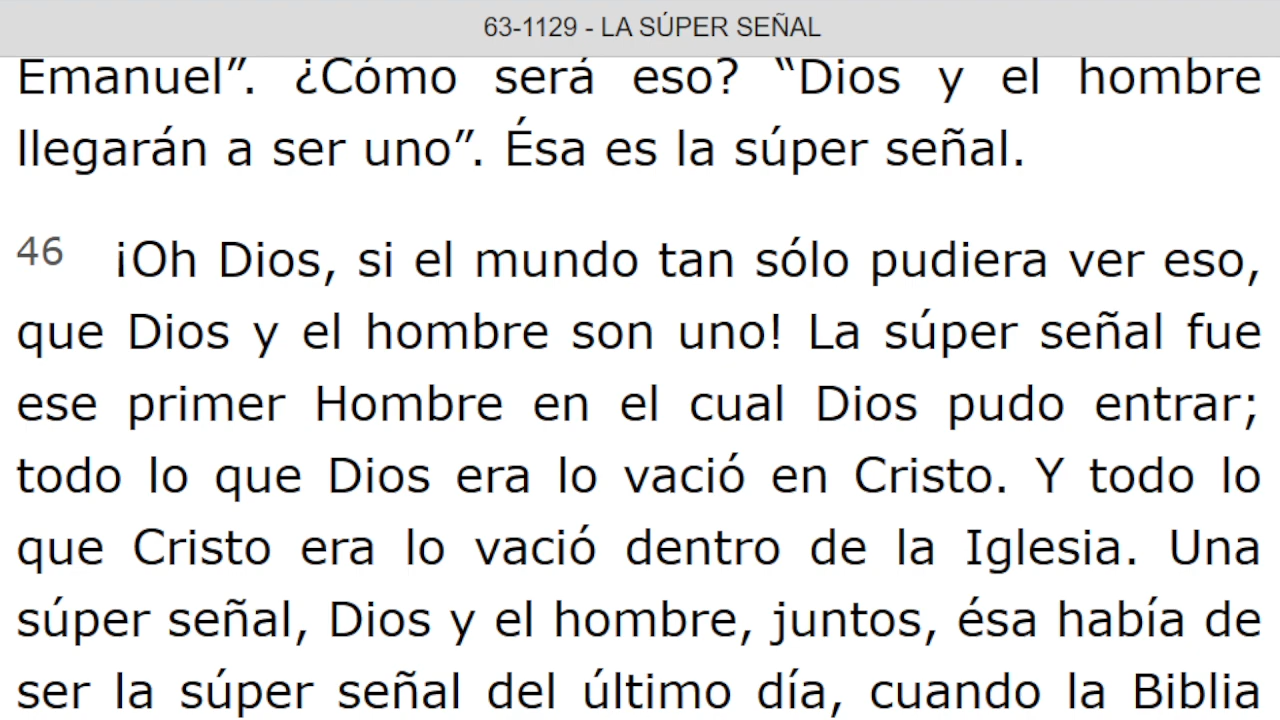 63-1129 - LA SÚPER SEÑAL
Emanuel”. ¿Cómo será eso? “Dios y el hombre
llegarán a ser uno”. Ésa es la súper señal.
46 ¡Oh Dios, si el mundo tan sólo pudiera ver eso,
que Dios y el hombre son uno! La súper señal fue
ese primer Hombre en el cual Dios pudo entrar;
todo lo que Dios era lo vació en Cristo. Y todo lo
que Cristo era lo vació dentro de la Iglesia. Una
súper señal, Dios y el hombre, juntos, ésa había de
ser la súper señal del último día, cuando la Biblia